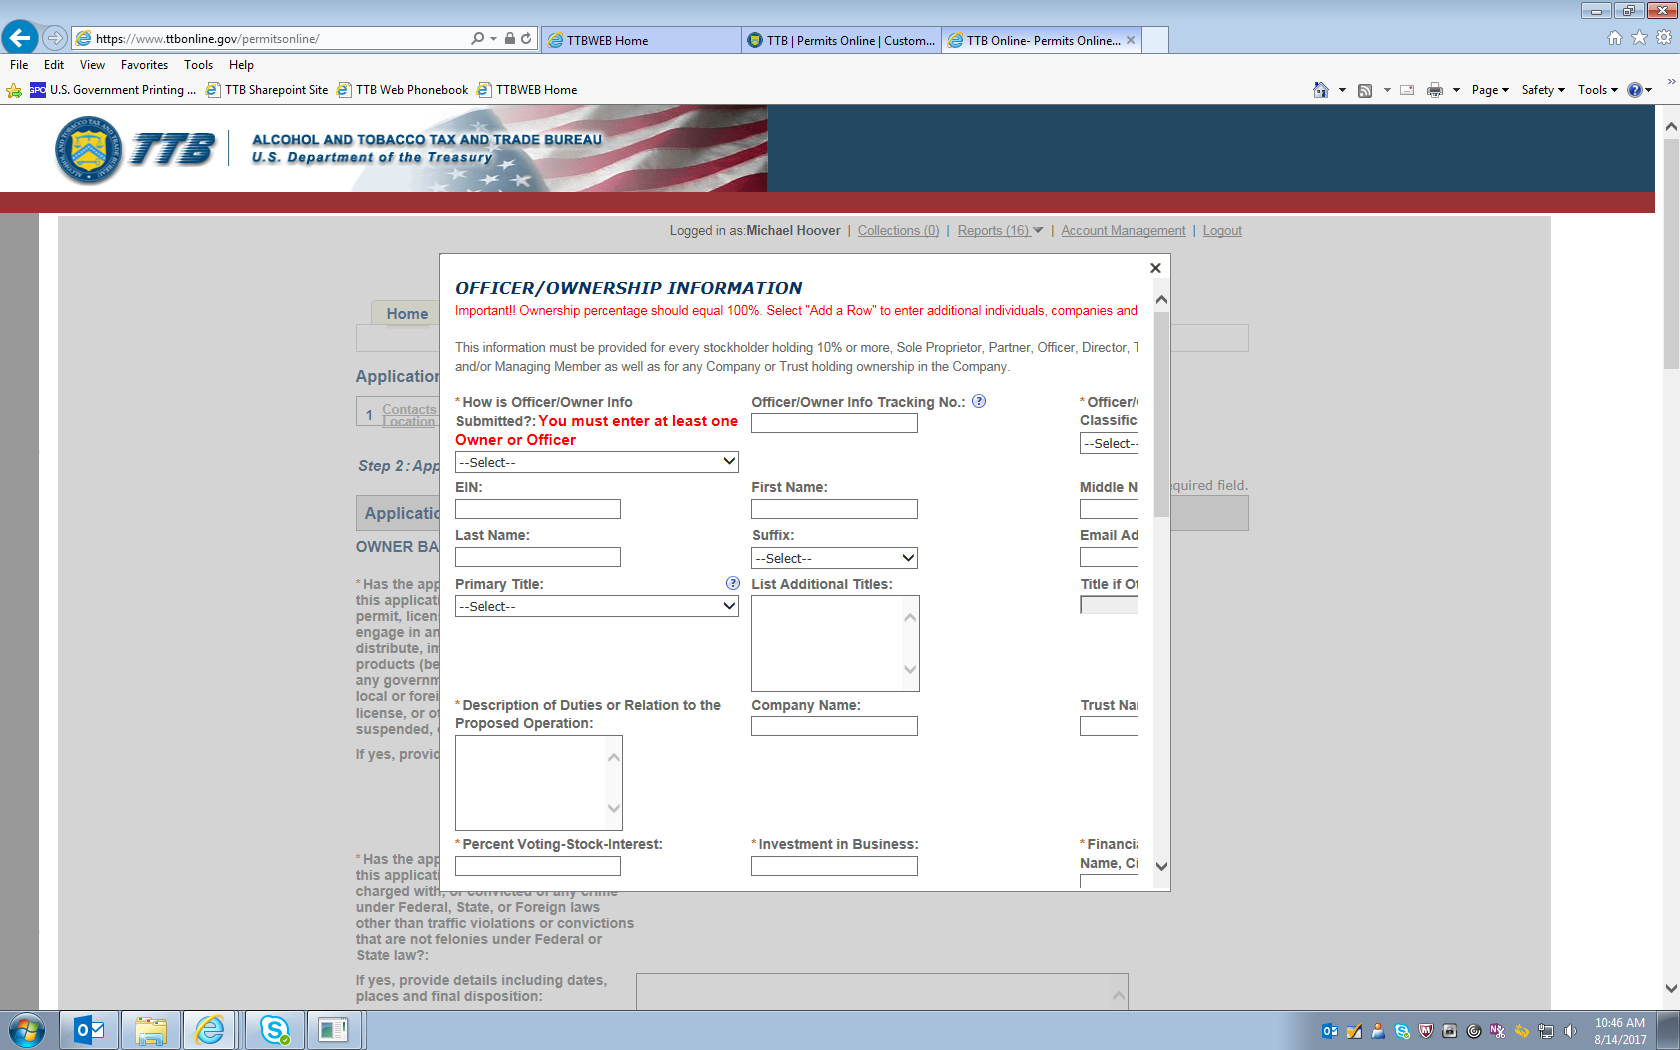 https://www.ttbonline.gov/permitsonline/
TTBWEB Home
TTB | Permits Online | Custom...
TTB Online- Permits Online...
File Edit View Favorites Tools Help
GPO U.S. Government Printing ... TTB Sharepoint Site TTB Web Phonebook TTBWEB Home
Page Safety Tools
TTB
ALCOHOL AND TOBACCO TAX AND TRADE BUREAU
U.S. Department of the Treasury
Logged in as:Michael Hoover | Collections (0) | Reports (16) | Account Management | Logout
Home
Application
1 Contacts
Location
Step 2: App
equired field.
Applicatio
OWNER BA
*Has the app
this applicati
permit, licen
engage in an
distribute, im
products (be
any governm
local or forei
license, or ot
suspended, 
If yes, provid
*Has the app
this applicati
charged with, or convicted of any crime
under Federal, State, or Foreign laws
other than traffic violations or convictions
that are not felonies under Federal or
State law?:
If yes, provide details including dates,
places and final disposition:
OFFICER/OWNERSHIP INFORMATION
Important!! Ownership percentage should equal 100%. Select "Add a Row" to enter additional individuals, companies and
This information must be provided for every stockholder holding 10% or more, Sole Proprietor, Partner, Officer, Director, T
and/or Managing Member as well as for any Company or Trust holding ownership in the Company.
*How is Officer/Owner Info
Submitted?: You must enter at least one
Owner or Officer
--Select--
Officer/Owner Info Tracking No.:
*Officer/
Classific
--Select--
EIN:
First Name:
Middle N
Last Name:
Suffix:
--Select--
Email Ad
Primary Title:
--Select--
List Additional Titles:
Title if Ot
*Description of Duties or Relation to the
Proposed Operation:
Company Name:
Trust Na
*Percent Voting-Stock-Interest:
*Investment in Business:
*Financia
Name, Ci
10:46 AM
8/14/2017